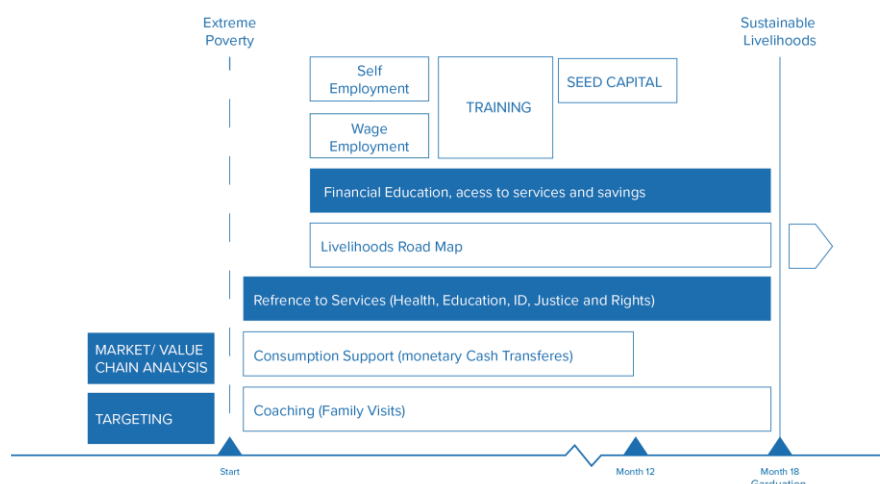 Extreme
Poverty
Sustainable
Livelihoods
Self
Employment
TRAINING
SEED CAPITAL
Wage
Employment
Financial Education, acess to services and savings
Livelihoods Road Map
Refrence to Services (Health, Education, ID, Justice and Rights)
MARKET/ VALUE
CHAIN ANALYSIS
Consumption Support (monetary Cash Transferes)
TARGETING
Coaching (Family Visits)
Start
Month 12
Month 18
Garduation